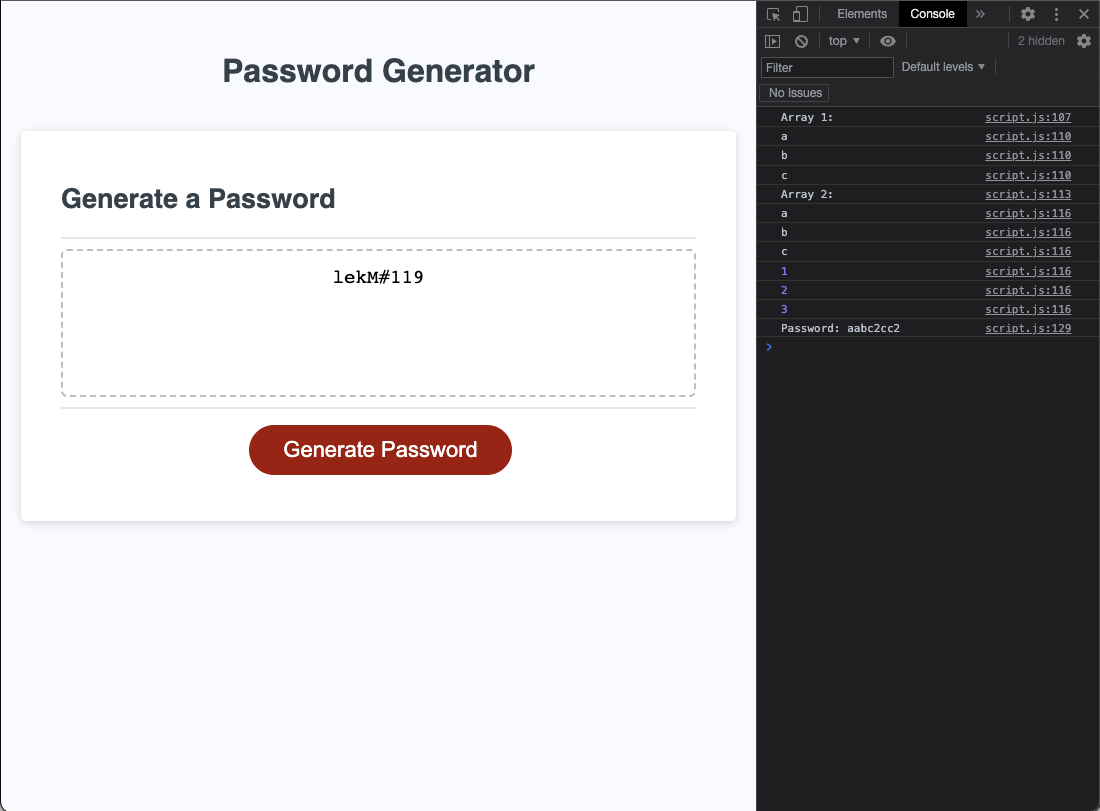 Password Generator
Generate a Password
lekM#119
Generate Password
Elements Console »
top ▼ 2 hidden
Filter Default levels ▼
No Issues
Array 1: script.js:107
a script.js:110
b script.js:110
c script.js:110
Array 2: script.js:113
a script.js:116
b script.js:116
c script.js:116
1 script.js:116
2 script.js:116
3 script.js:116
Password: aabc2cc2 script.js:129
>